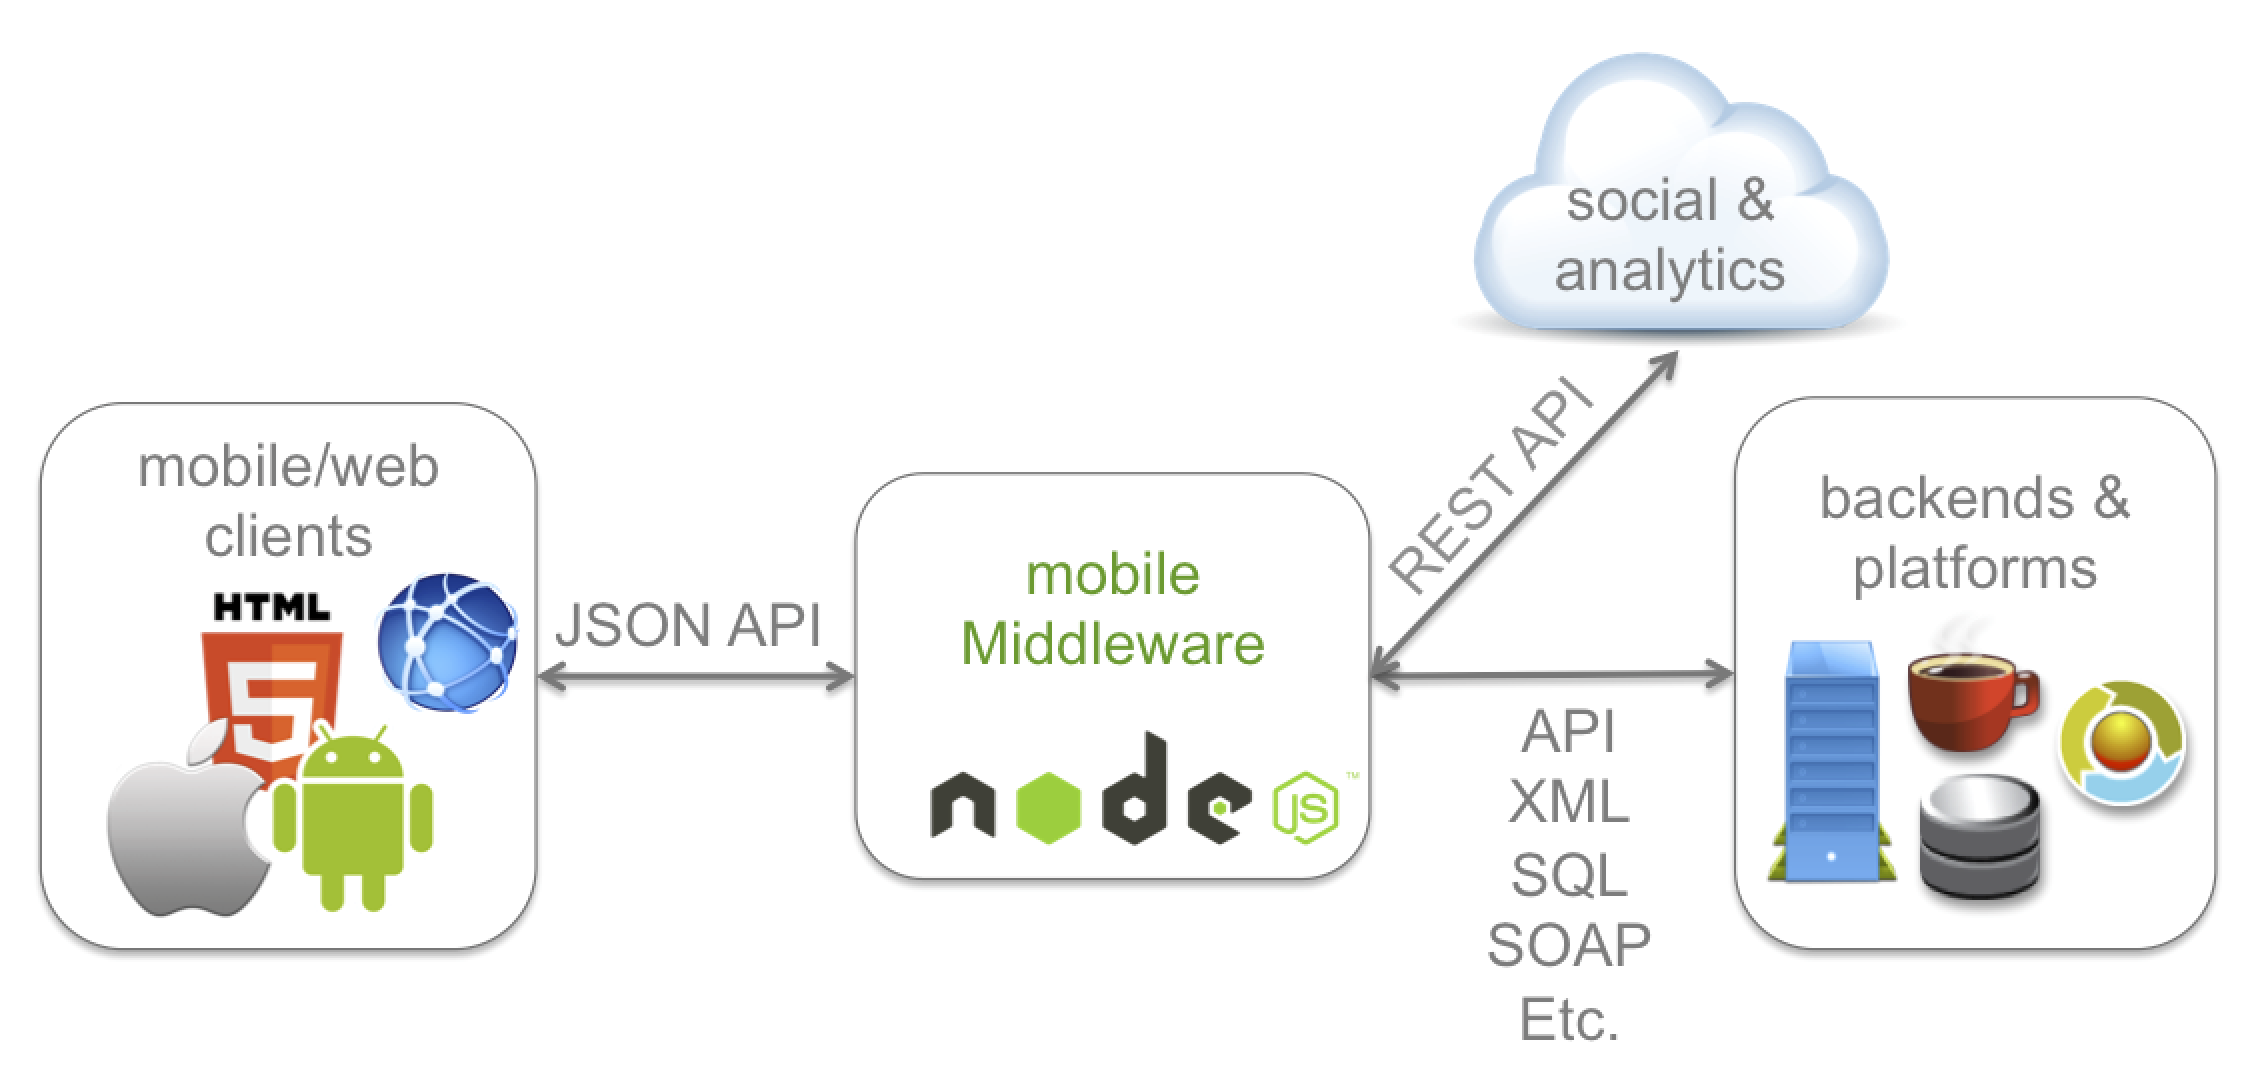 social &
analytics
mobile/web
clients
HTML
5
JSON API
mobile
Middleware
node
JS
™
REST API
API
XML
SQL
SOAP
Etc.
backends &
platforms